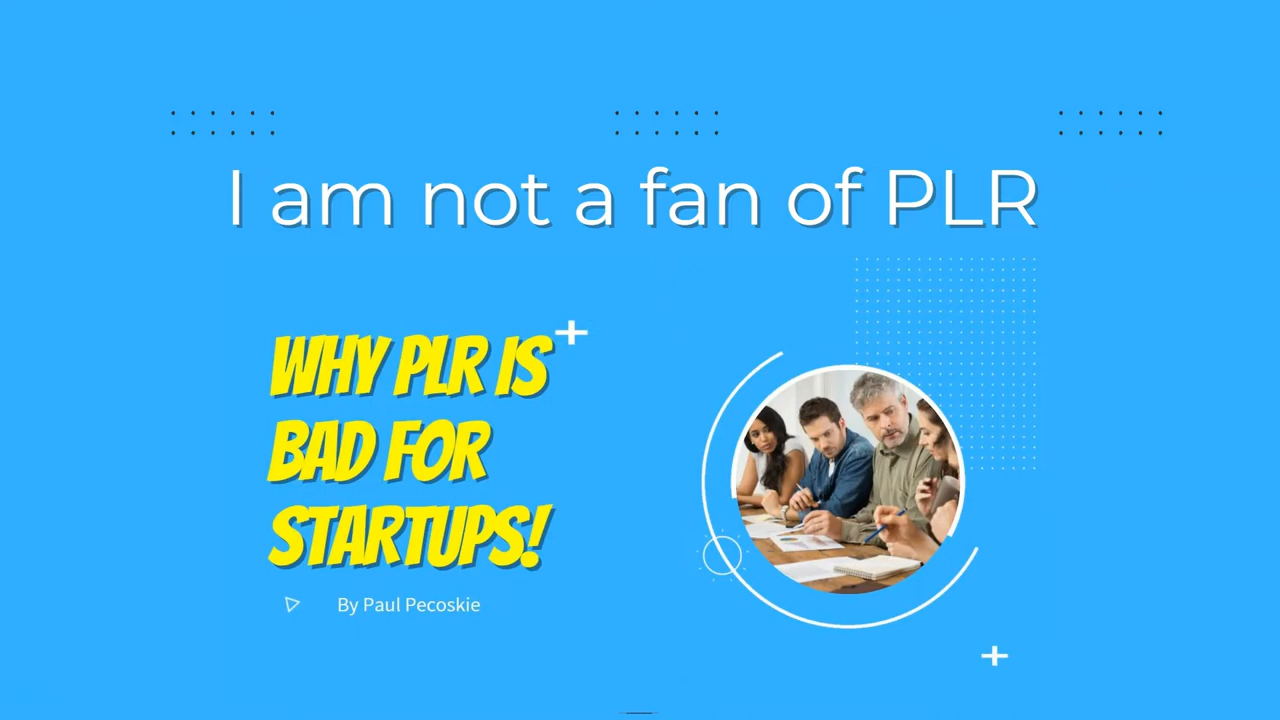 I am not a fan of PLR
WHY PLR IS
BAD FOR
STARTUPS!
By Paul Pecoskie